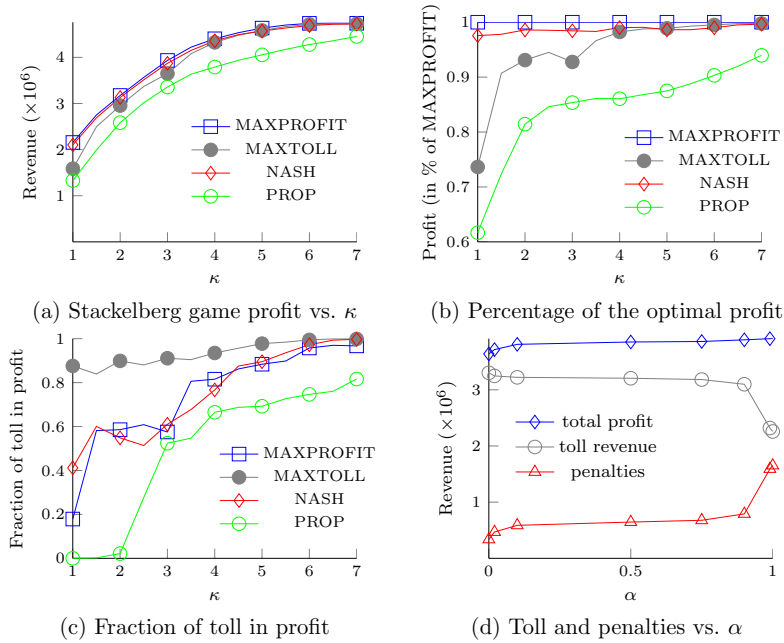 4
3
2
1
Revenue (×10⁶)
MAXPROFIT
MAXTOLL
NASH
PROP
1 2 3 4 5 6 7
κ
(a) Stackelberg game profit vs. κ
1%
0.9
0.8
0.7
0.6
Profit (in % of MAXPROFIT)
MAXPROFIT
MAXTOLL
NASH
PROP
1 2 3 4 5 6 7
κ
(b) Percentage of the optimal profit
1
0.8
0.6
0.4
0.2
0
Fraction of toll in profit
MAXPROFIT
MAXTOLL
NASH
PROP
1 2 3 4 5 6 7
κ
(c) Fraction of toll in profit
3
2
1
Revenue (×10⁶)
total profit
toll revenue
penalties
0 0.5 1
α
(d) Toll and penalties vs. α